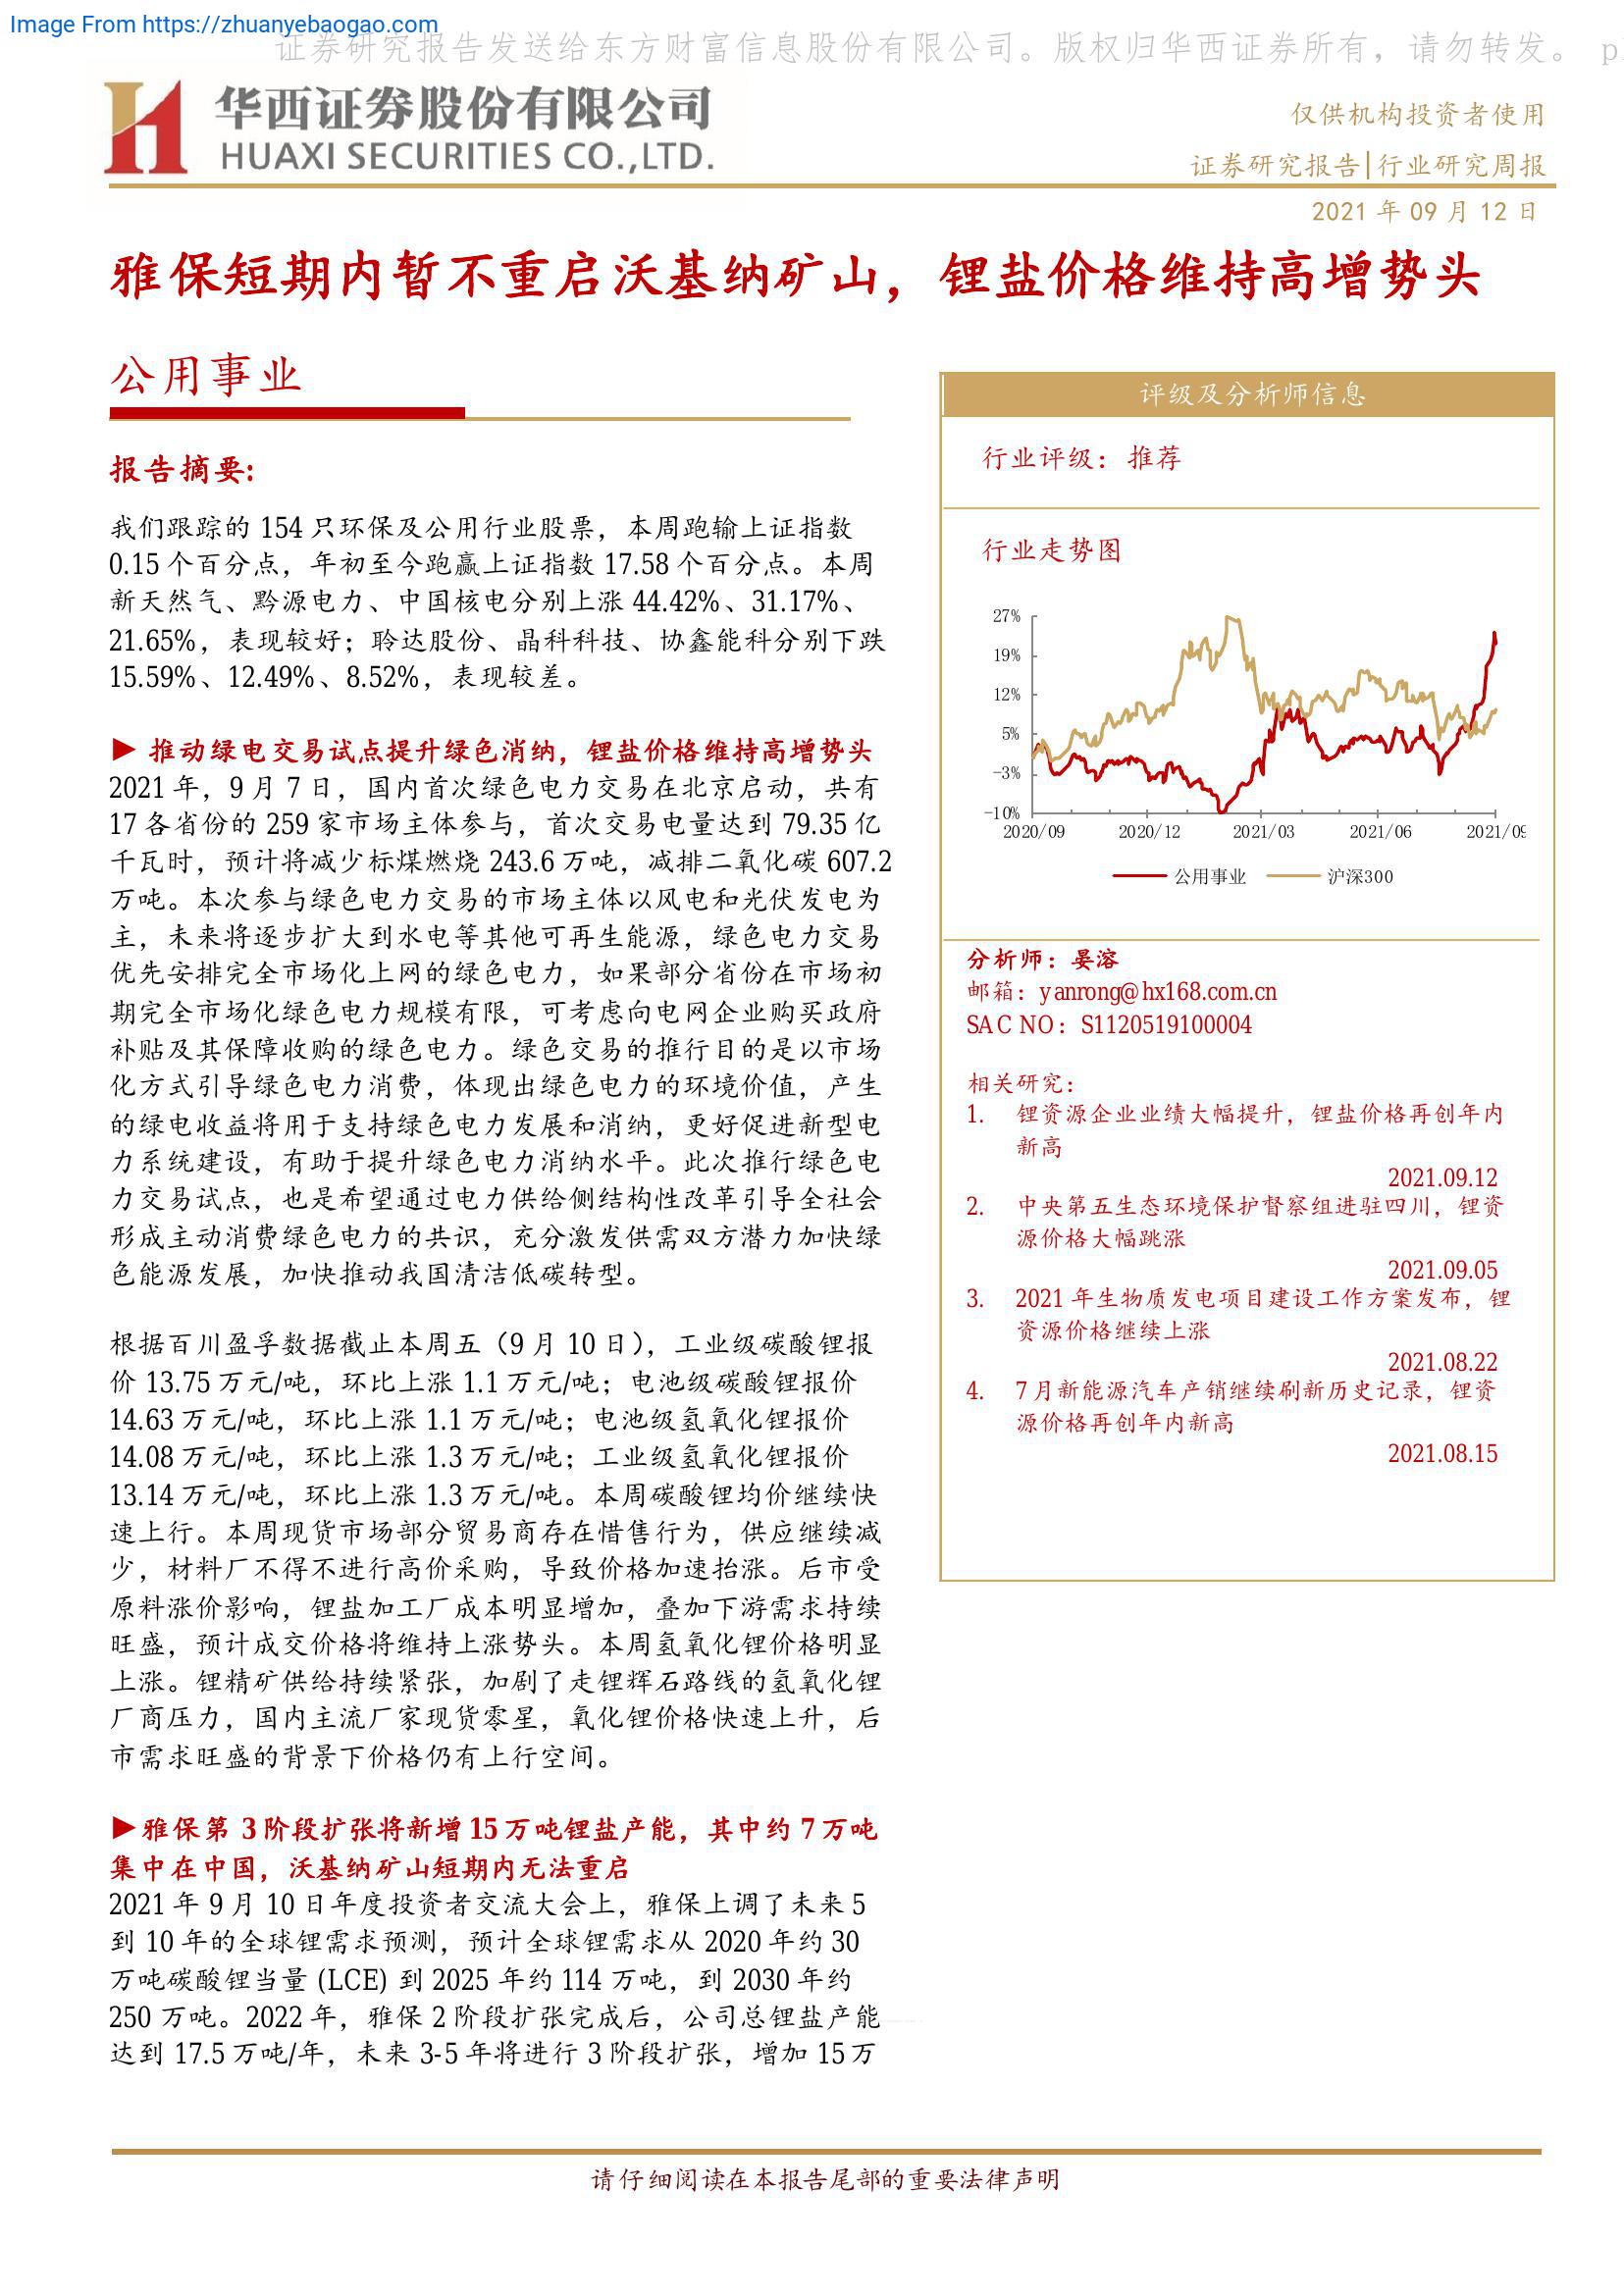 Image From https://zhuanyebaogao.com
证券研究报告发送给东方财富信息股份有限公司。版权归华西证券所有，请勿转发。 p
华西证券股份有限公司
HUAXI SECURITIES CO.,LTD.
仅供机构投资者使用
证券研究报告|行业研究周报
2021 年 09 月 12 日
雅保短期内暂不重启沃基纳矿山，锂盐价格维持高增势头
公用事业
报告摘要:
我们跟踪的 154 只环保及公用行业股票，本周跑输上证指数
0.15 个百分点，年初至今跑赢上证指数 17.58 个百分点。本周
新天然气、黔源电力、中国核电分别上涨 44.42%、31.17%、
21.65%，表现较好；聆达股份、晶科科技、协鑫能科分别下跌
15.59%、12.49%、8.52%，表现较差。
► 推动绿电交易试点提升绿色消纳，锂盐价格维持高增势头
2021 年，9 月 7 日，国内首次绿色电力交易在北京启动，共有
17 各省份的 259 家市场主体参与，首次交易电量达到 79.35 亿
千瓦时，预计将减少标煤燃烧 243.6 万吨，减排二氧化碳 607.2
万吨。本次参与绿色电力交易的市场主体以风电和光伏发电为
主，未来将逐步扩大到水电等其他可再生能源，绿色电力交易
优先安排完全市场化上网的绿色电力，如果部分省份在市场初
期完全市场化绿色电力规模有限，可考虑向电网企业购买政府
补贴及其保障收购的绿色电力。绿色交易的推行目的是以市场
化方式引导绿色电力消费，体现出绿色电力的环境价值，产生
的绿电收益将用于支持绿色电力发展和消纳，更好促进新型电
力系统建设，有助于提升绿色电力消纳水平。此次推行绿色电
力交易试点，也是希望通过电力供给侧结构性改革引导全社会
形成主动消费绿色电力的共识，充分激发供需双方潜力加快绿
色能源发展，加快推动我国清洁低碳转型。
根据百川盈孚数据截止本周五（9 月 10 日），工业级碳酸锂报
价 13.75 万元/吨，环比上涨 1.1 万元/吨；电池级碳酸锂报价
14.63 万元/吨，环比上涨 1.1 万元/吨；电池级氢氧化锂报价
14.08 万元/吨，环比上涨 1.3 万元/吨；工业级氢氧化锂报价
13.14 万元/吨，环比上涨 1.3 万元/吨。本周碳酸锂均价继续快
速上行。本周现货市场部分贸易商存在惜售行为，供应继续减
少，材料厂不得不进行高价采购，导致价格加速抬涨。后市受
原料涨价影响，锂盐加工厂成本明显增加，叠加下游需求持续
旺盛，预计成交价格将维持上涨势头。本周氢氧化锂价格明显
上涨。锂精矿供给持续紧张，加剧了走锂辉石路线的氢氧化锂
厂商压力，国内主流厂家现货零星，氧化锂价格快速上升，后
市需求旺盛的背景下价格仍有上行空间。
►雅保第 3 阶段扩张将新增 15 万吨锂盐产能，其中约 7 万吨
集中在中国，沃基纳矿山短期内无法重启
2021 年 9 月 10 日年度投资者交流大会上，雅保上调了未来 5
到 10 年的全球锂需求预测，预计全球锂需求从 2020 年约 30
万吨碳酸锂当量 (LCE) 到 2025 年约 114 万吨，到 2030 年约
250 万吨。2022 年，雅保 2 阶段扩张完成后，公司总锂盐产能
达到 17.5 万吨/年，未来 3-5 年将进行 3 阶段扩张，增加 15 万
评级及分析师信息
行业评级：推荐
行业走势图
27%
19%
12%
5%
-3%
-10%
2020/09 2020/12 2021/03 2021/06 2021/09
公用事业 沪深300
分析师：晏溶
邮箱：yanrong@hx168.com.cn
SAC NO：S1120519100004
相关研究：
1. 锂资源企业业绩大幅提升，锂盐价格再创年内
新高
2021.09.12
2. 中央第五生态环境保护督察组进驻四川，锂资
源价格大幅跳涨
2021.09.05
3. 2021 年生物质发电项目建设工作方案发布，锂
资源价格继续上涨
2021.08.22
4. 7 月新能源汽车产销继续刷新历史记录，锂资
源价格再创年内新高
2021.08.15
请仔细阅读在本报告尾部的重要法律声明